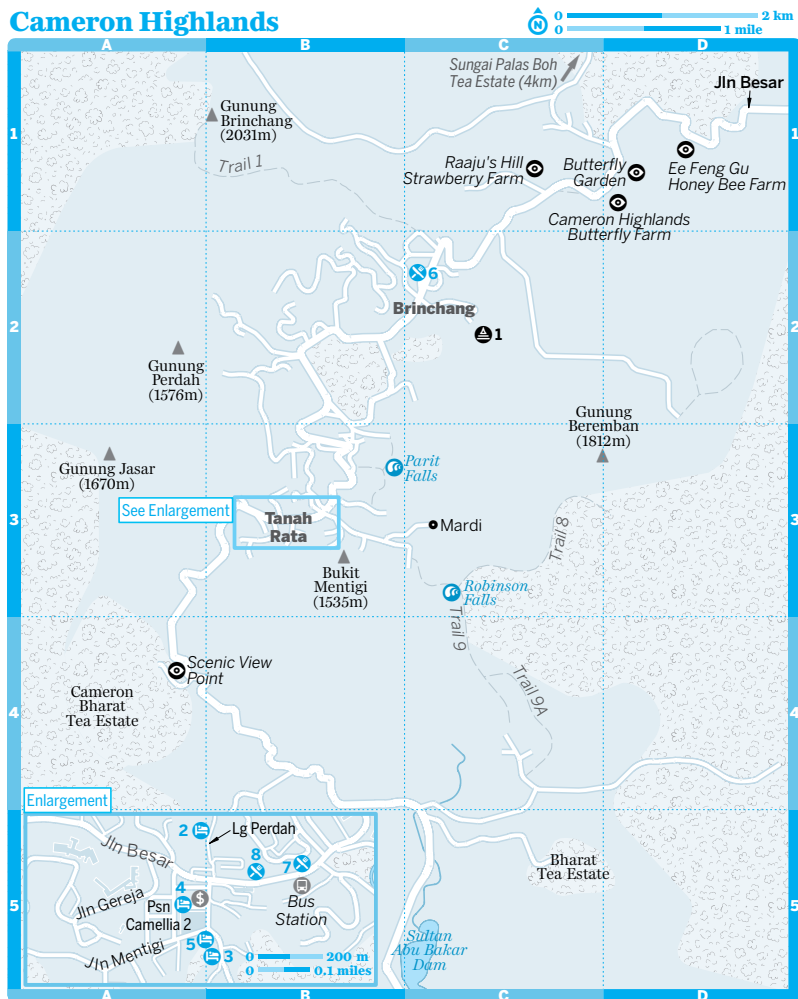 Cameron Highlands
N
0 2 km
0 1 mile
A B C D
Sungai Palas Boh
Tea Estate (4km)
Jln Besar
Gunung
Brinchang
(2031m)
1 1
Trail 1
Raaju's Hill
Strawberry Farm
Butterfly
Garden
Ee Feng Gu
Honey Bee Farm
Cameron Highlands
Butterfly Farm
6
Brinchang
2 2
1
Gunung
Perdah
(1576m)
Gunung
Beremban
(1812m)
Gunung Jasar
(1670m)
Parit
Falls
See Enlargement
Tanah
Rata
3 3
Mardi
Trail 8
Bukit
Mentigi
(1535m)
Robinson
Falls
Trail 9
Scenic View
Point
Trail 9A
Cameron
Bharat
Tea Estate
4 4
Enlargement
2
Lg Perdah
Jln Besar
8
7
Bharat
Tea Estate
4
$
Jln Gereja
Psn
Camellia 2
Bus
Station
5 5
Jln Mentigi
5
3
0 200 m
0 0.1 miles
Sultan
Abu Bakar
Dam
A B C D